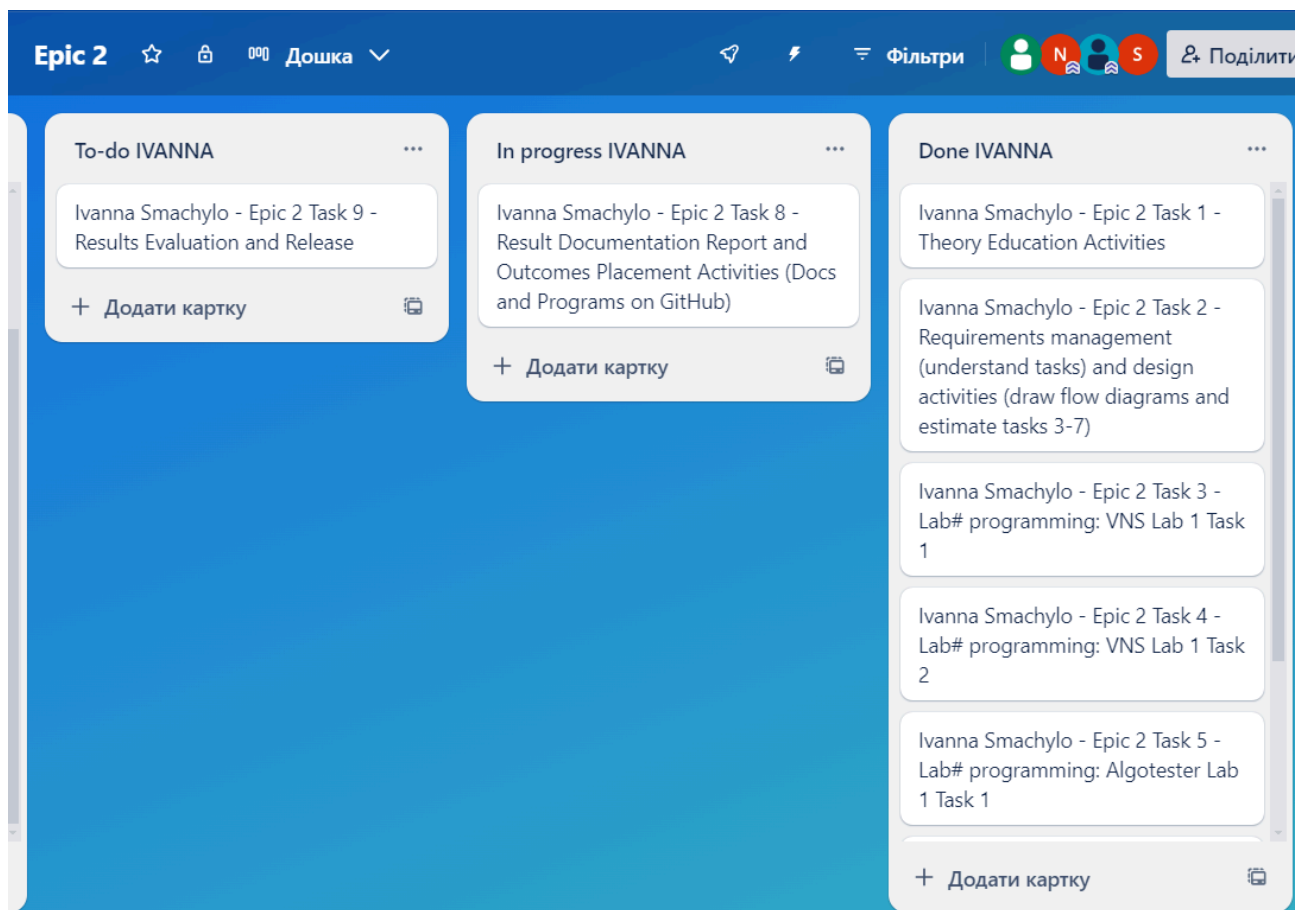 Epic 2 Дошка Фільтри N S Поділити
To-do IVANNA
Ivanna Smachylo - Epic 2 Task 9 -
Results Evaluation and Release
Додати картку
In progress IVANNA
Ivanna Smachylo - Epic 2 Task 8 -
Result Documentation Report and
Outcomes Placement Activities (Docs
and Programs on GitHub)
Додати картку
Done IVANNA
Ivanna Smachylo - Epic 2 Task 1 -
Theory Education Activities
Ivanna Smachylo - Epic 2 Task 2 -
Requirements management
(understand tasks) and design
activities (draw flow diagrams and
estimate tasks 3-7)
Ivanna Smachylo - Epic 2 Task 3 -
Lab# programming: VNS Lab 1 Task
1
Ivanna Smachylo - Epic 2 Task 4 -
Lab# programming: VNS Lab 1 Task
2
Ivanna Smachylo - Epic 2 Task 5 -
Lab# programming: Algotester Lab
1 Task 1
Додати картку